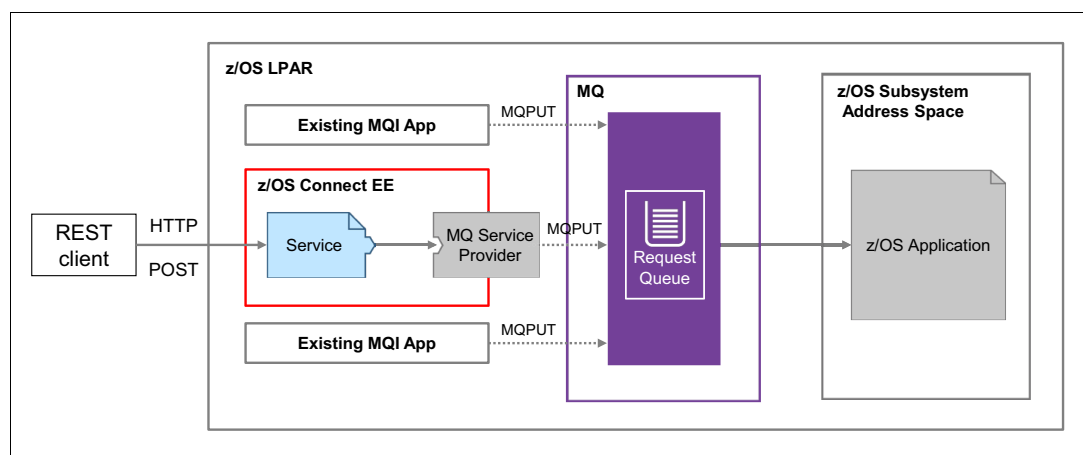 z/OS LPAR
Existing MQI App
MQPUT
MQ
z/OS Subsystem
Address Space
z/OS Connect EE
REST
client
HTTP
POST
Service
MQ Service
Provider
MQPUT
Request
Queue
z/OS Application
Existing MQI App
MQPUT